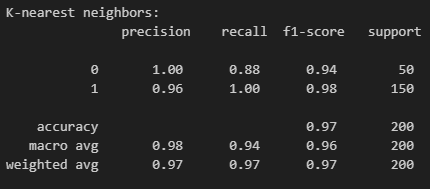 K-nearest neighbors:
precision recall f1-score support
0 1.00 0.88 0.94 50
1 0.96 1.00 0.98 150
accuracy 0.97 200
macro avg 0.98 0.94 0.96 200
weighted avg 0.97 0.97 0.97 200